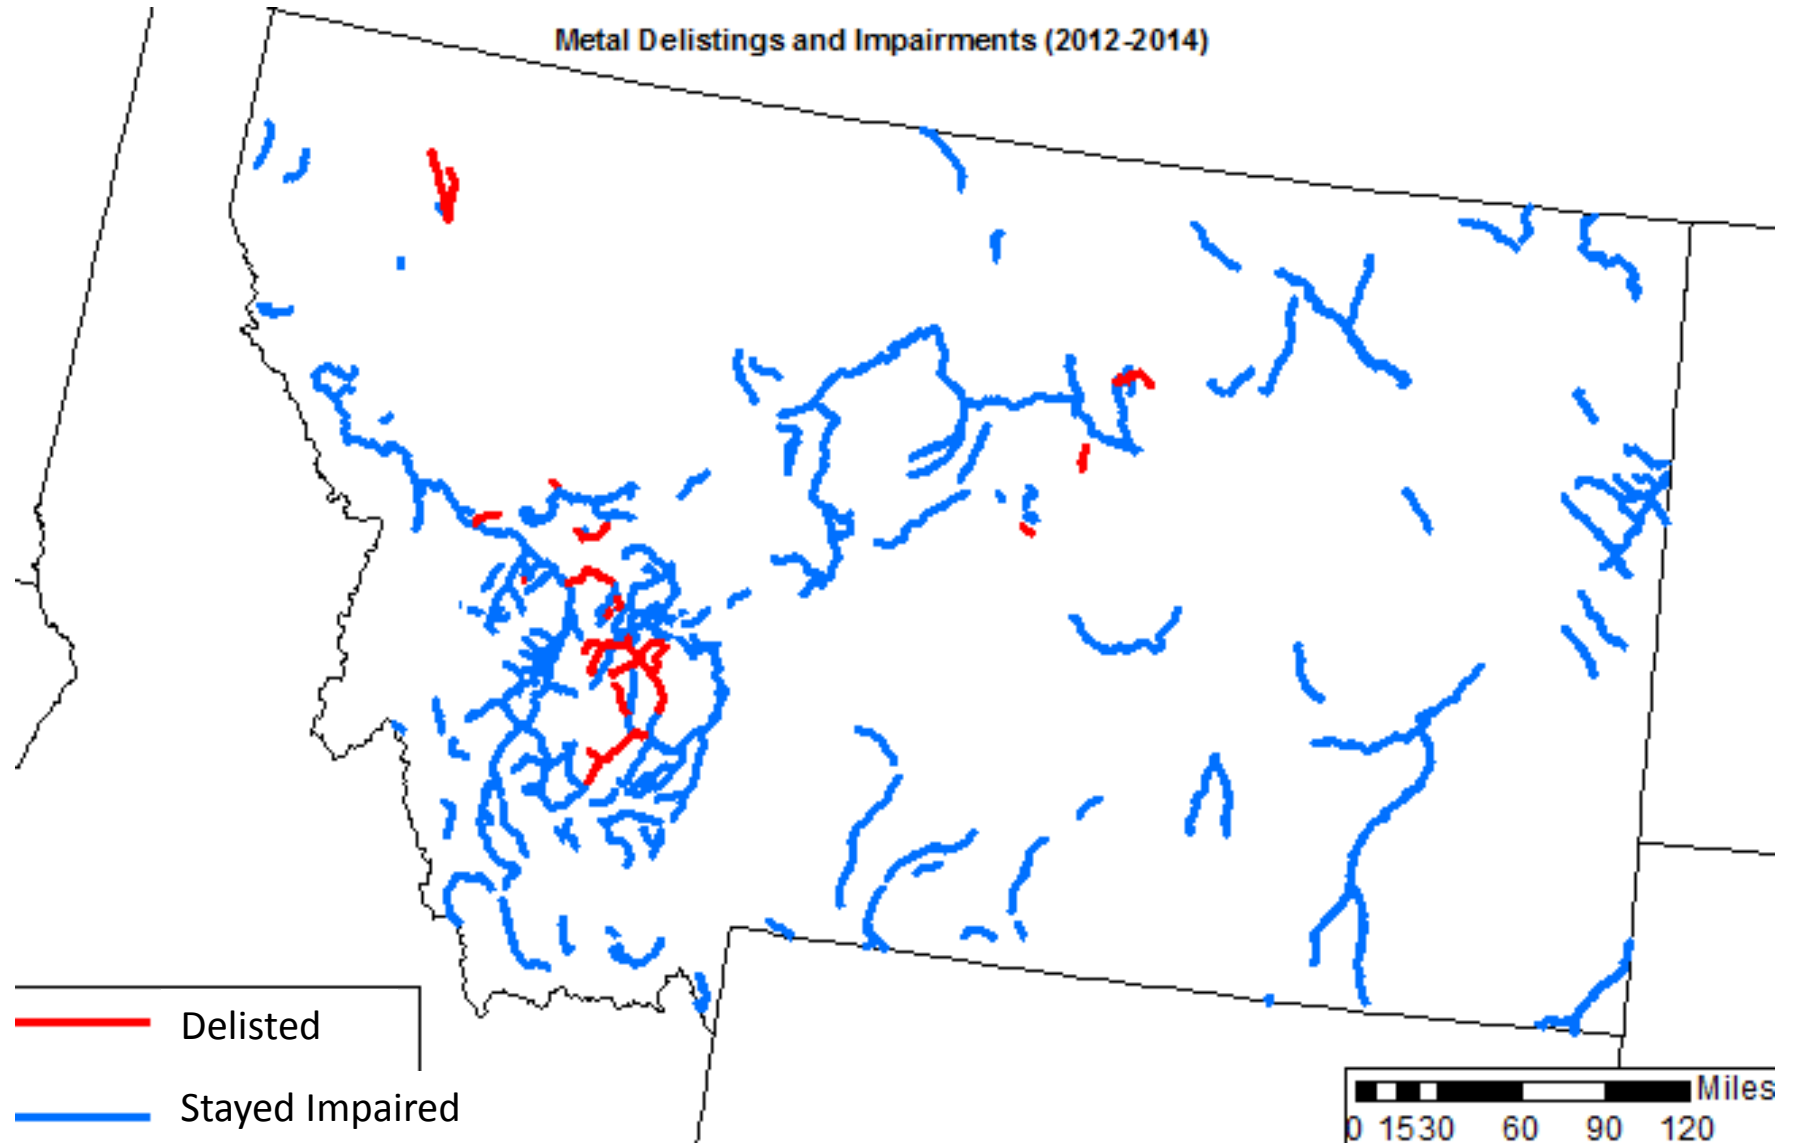 Metal Delistings and Impairments (2012-2014)
Delisted
Stayed Impaired
Miles
0 15 30 60 90 120